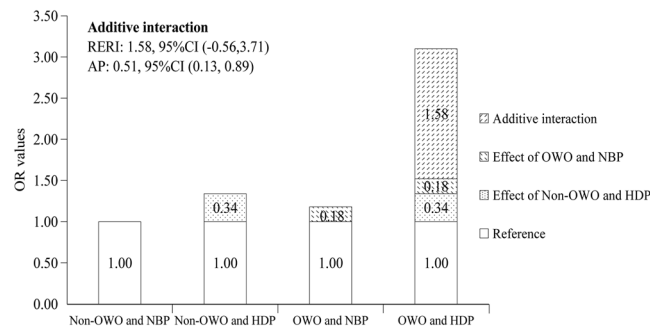 Additive interaction
RERI: 1.58, 95%CI (-0.56,3.71)
AP: 0.51, 95%CI (0.13, 0.89)
OR values
3.50
3.00
2.50
2.00
1.50
1.00
0.50
0.00
1.00
0.34
1.00
0.18
1.00
1.58
0.18
0.34
1.00
Non-OWO and NBP
Non-OWO and HDP
OWO and NBP
OWO and HDP
Additive interaction
Effect of OWO and NBP
Effect of Non-OWO and HDP
Reference